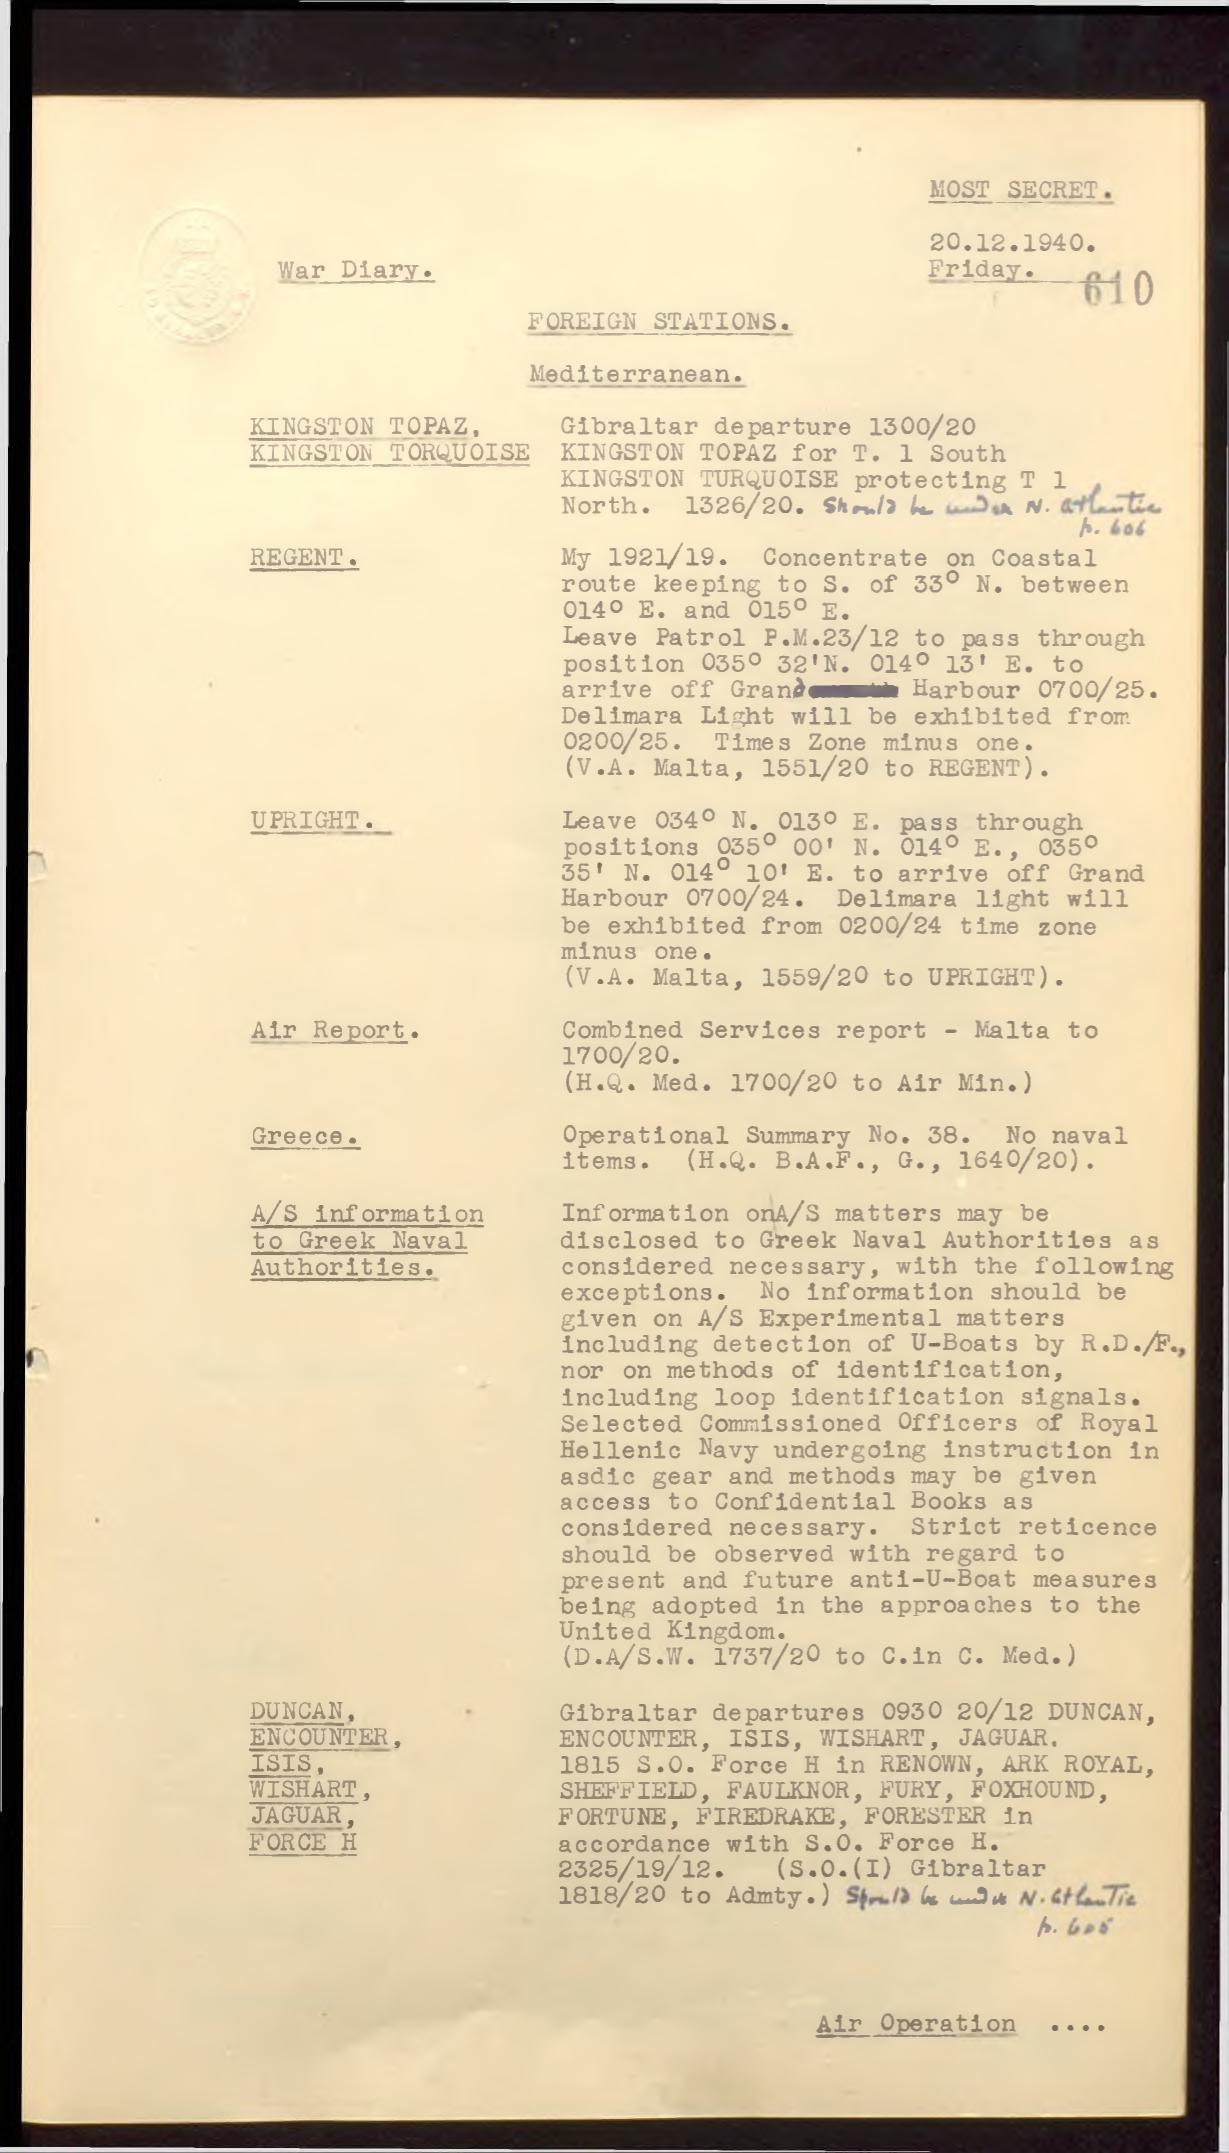 MOST SECRET.
20.12.1940.
War Diary.
Friday.
610
FOREIGN STATIONS.
Mediterranean.
KINGSTON TOPAZ,
KINGSTON TORQUOISE
Gibraltar departure 1300/20
KINGSTON TOPAZ for T. 1 South
KINGSTON TURQUOISE protecting T 1
North. 1326/20. Should be under N. Atlantic
p. 606
REGENT.
My 1921/19. Concentrate on Coastal
route keeping to S. of 33° N. between
014° E. and 015° E.
Leave Patrol P.M.23/12 to pass through
position 035° 32'N. 014° 13' E. to
arrive off Grand Harbour 0700/25.
Delimara Light will be exhibited from
0200/25. Times Zone minus one.
(V.A. Malta, 1551/20 to REGENT).
UPRIGHT.
Leave 034° N. 013° E. pass through
positions 035° 00' N. 014° E., 035°
35' N. 014° 10' E. to arrive off Grand
Harbour 0700/24. Delimara light will
be exhibited from 0200/24 time zone
minus one.
(V.A. Malta, 1559/20 to UPRIGHT).
Air Report.
Combined Services report - Malta to
1700/20.
(H.Q. Med. 1700/20 to Air Min.)
Greece.
Operational Summary No. 38. No naval
items. (H.Q. B.A.F., G., 1640/20).
A/S information
to Greek Naval
Authorities.
Information onA/S matters may be
disclosed to Greek Naval Authorities as
considered necessary, with the following
exceptions. No information should be
given on A/S Experimental matters
including detection of U-Boats by R.D./F.,
nor on methods of identification,
including loop identification signals.
Selected Commissioned Officers of Royal
Hellenic Navy undergoing instruction in
asdic gear and methods may be given
access to Confidential Books as
considered necessary. Strict reticence
should be observed with regard to
present and future anti-U-Boat measures
being adopted in the approaches to the
United Kingdom.
(D.A/S.W. 1737/20 to C.in C. Med.)
DUNCAN,
ENCOUNTER,
ISIS,
WISHART,
JAGUAR,
FORCE H
Gibraltar departures 0930 20/12 DUNCAN,
ENCOUNTER, ISIS, WISHART, JAGUAR.
1815 S.O. Force H in RENOWN, ARK ROYAL,
SHEFFIELD, FAULKNOR, FURY, FOXHOUND,
FORTUNE, FIREDRAKE, FORESTER in
accordance with S.O. Force H.
2325/19/12. (S.O.(I) Gibraltar
1818/20 to Admty.) Should be under N. Atlantic
p. 605
Air Operation ....